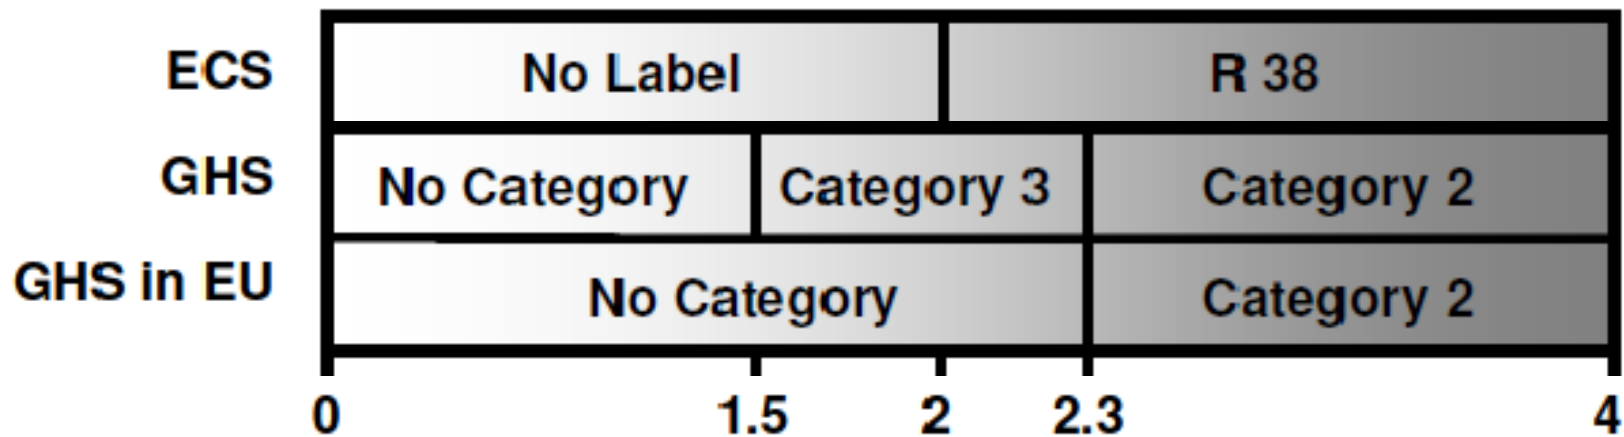 ECS No Label R 38
GHS No Category Category 3 Category 2
GHS in EU No Category Category 2
0 1.5 2 2.3 4